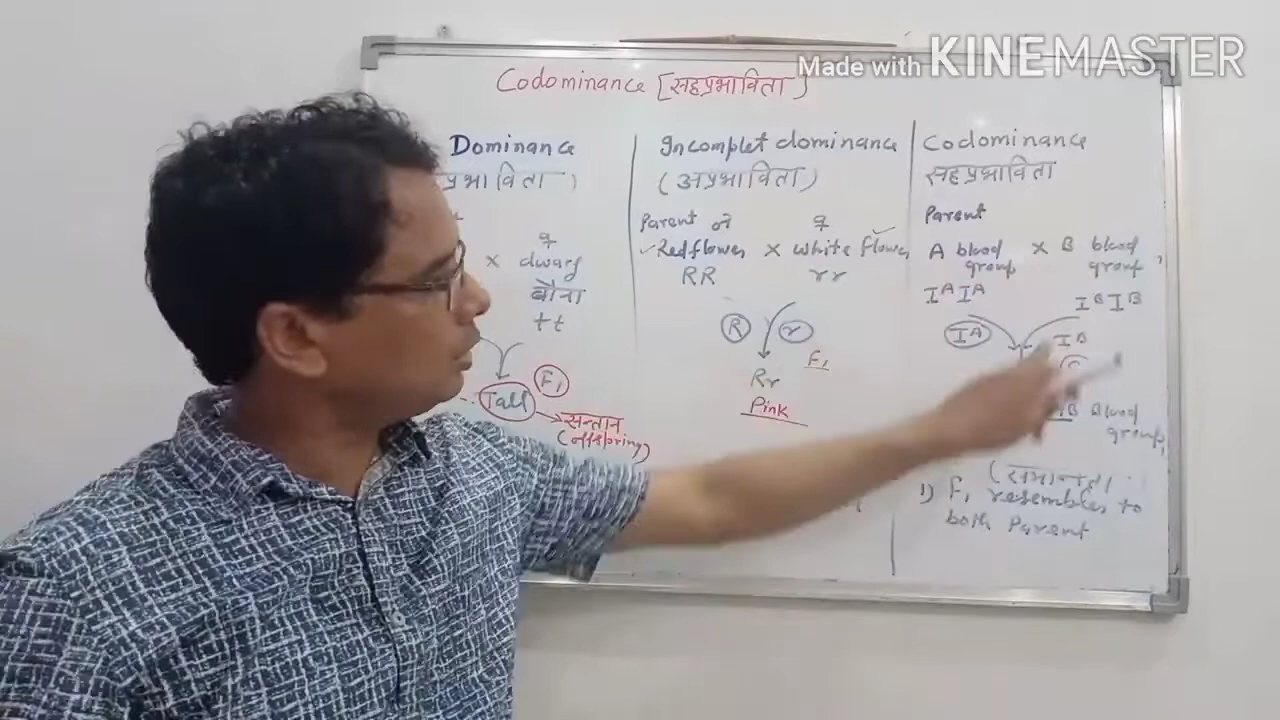 Made with KINEMASTER
Codominance [सहप्रभाविता]
Dominance
प्रभाविता )
♀
x dwarf
बौना
tt
Tall F1
सन्तान
(offspring)
Incomplet dominance
(अप्रभाविता)
Parent ♀
✓Redflower x white flower
RR rr
R r
F1
Rr
Pink
Codominance
सहप्रभाविता
Parent
A blood group x B blood group
IAIA IBIB
IA IB
B Blood group
(समानता)
1) F1 resembles to
both Parent